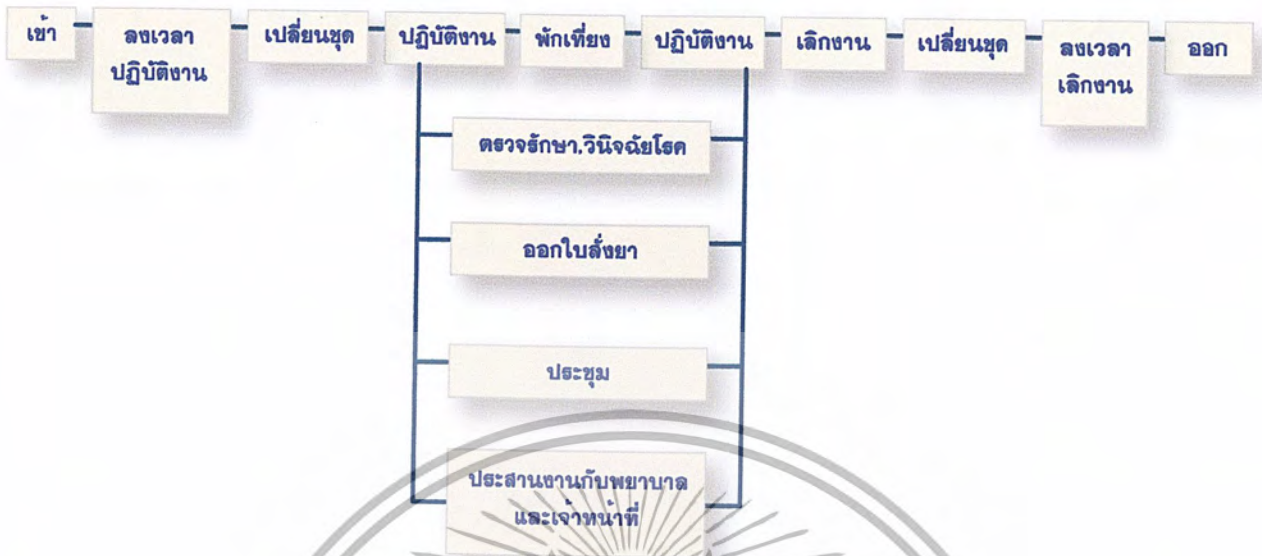 เข้า
ลงเวลา
ปฏิบัติงาน
เปลี่ยนชุด
ปฏิบัติงาน
พักเที่ยง
ปฏิบัติงาน
เลิกงาน
เปลี่ยนชุด
ลงเวลา
เลิกงาน
ออก
ตรวจรักษา.วินิจฉัยโรค
ออกใบสั่งยา
ประชุม
ประสานงานกับพยาบาล
และเจ้าหน้าที่